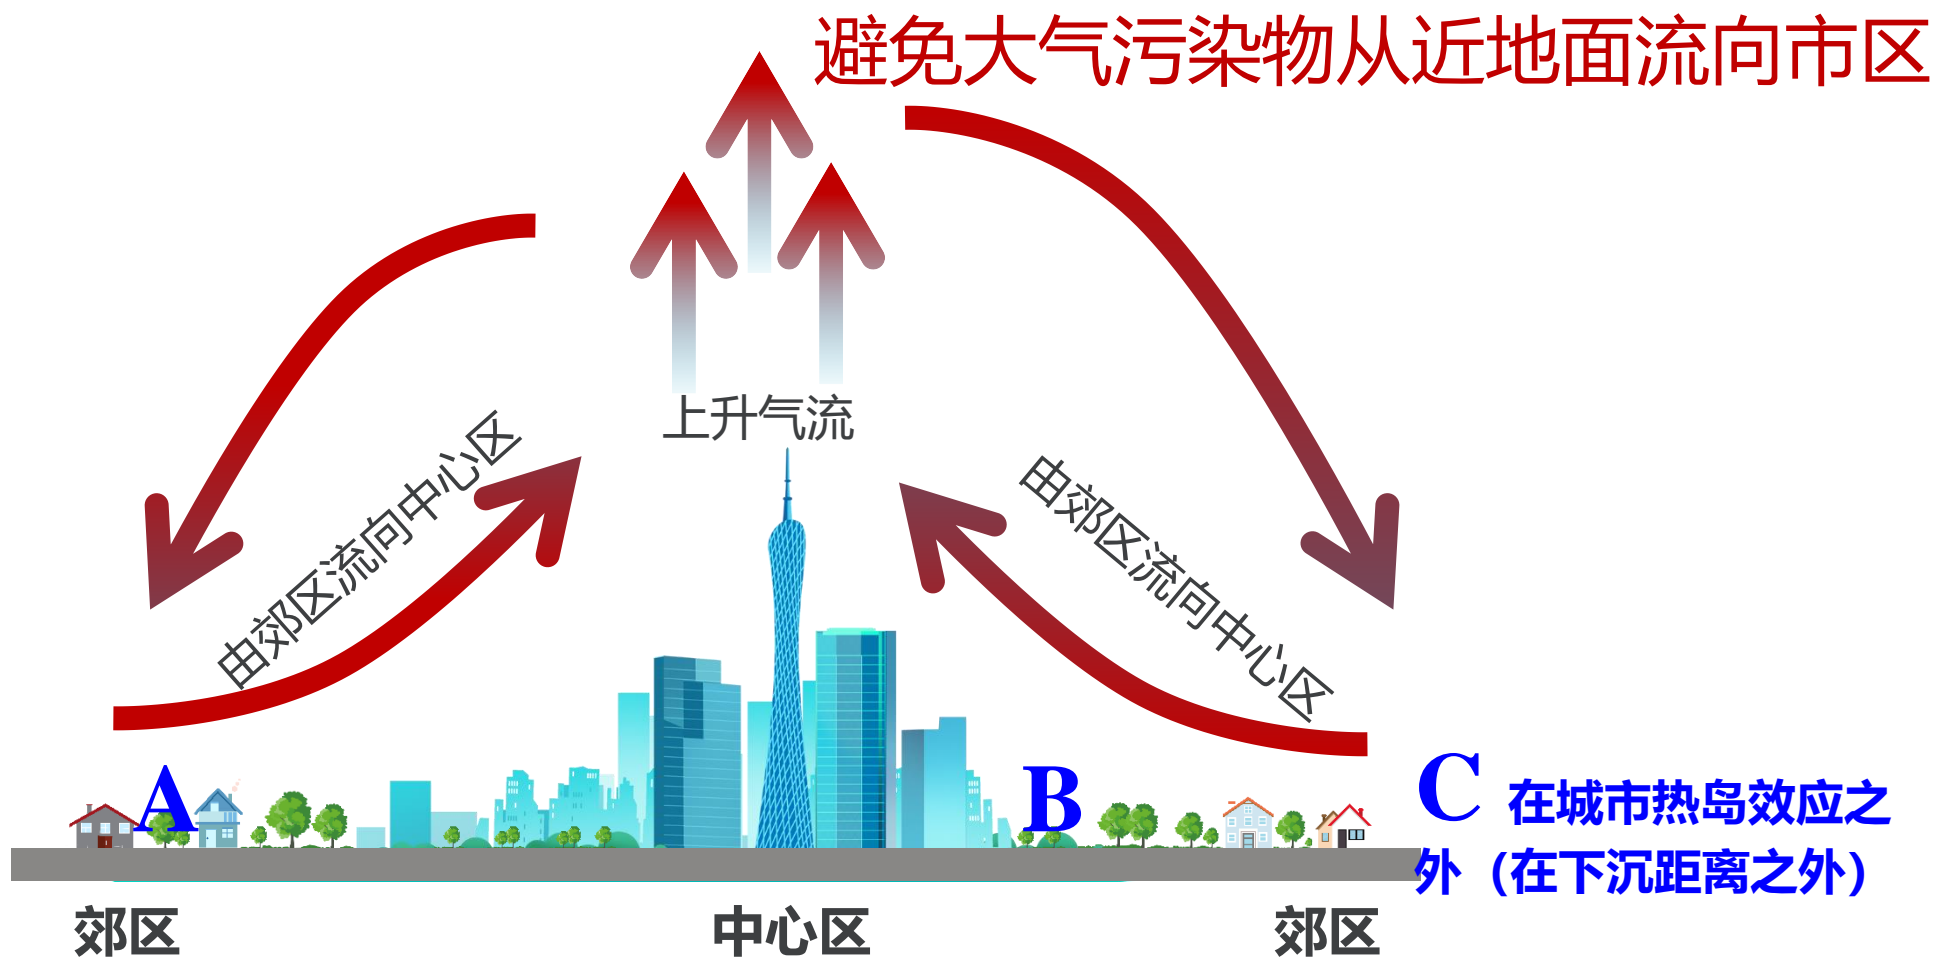 避免大气污染物从近地面流向市区
上升气流
由郊区流向中心区
由郊区流向中心区
A
B
C 在城市热岛效应之
外（在下沉距离之外）
郊区
中心区
郊区